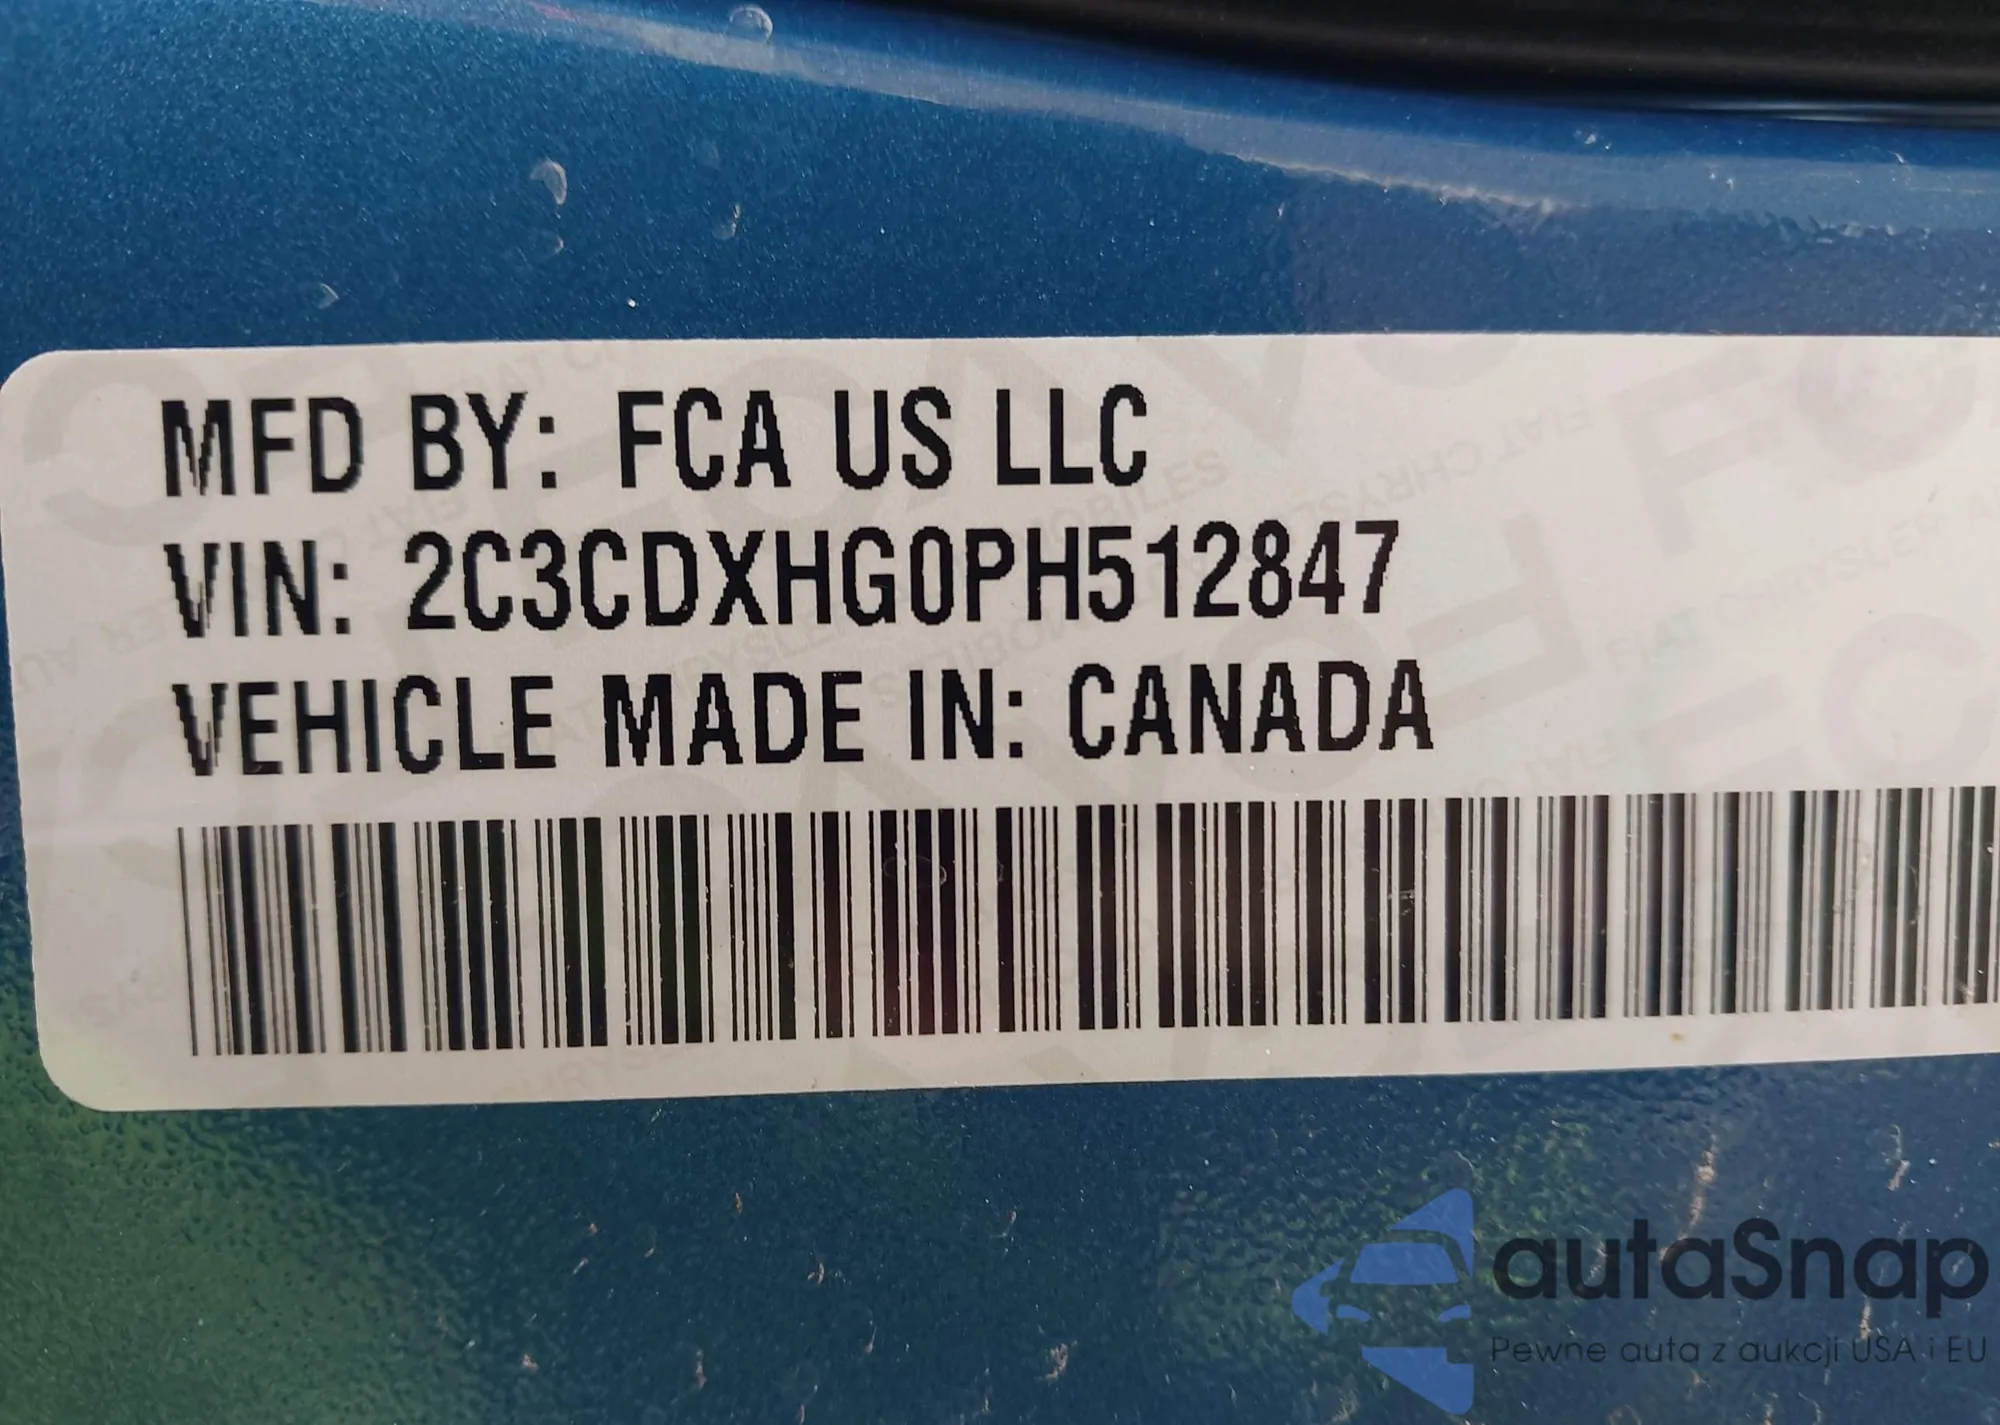 MFD BY: FCA US LLC
VIN: 2C3CDXHG0PH512847
VEHICLE MADE IN: CANADA
autaSnap
Pewne auta z aukcji USA i EU